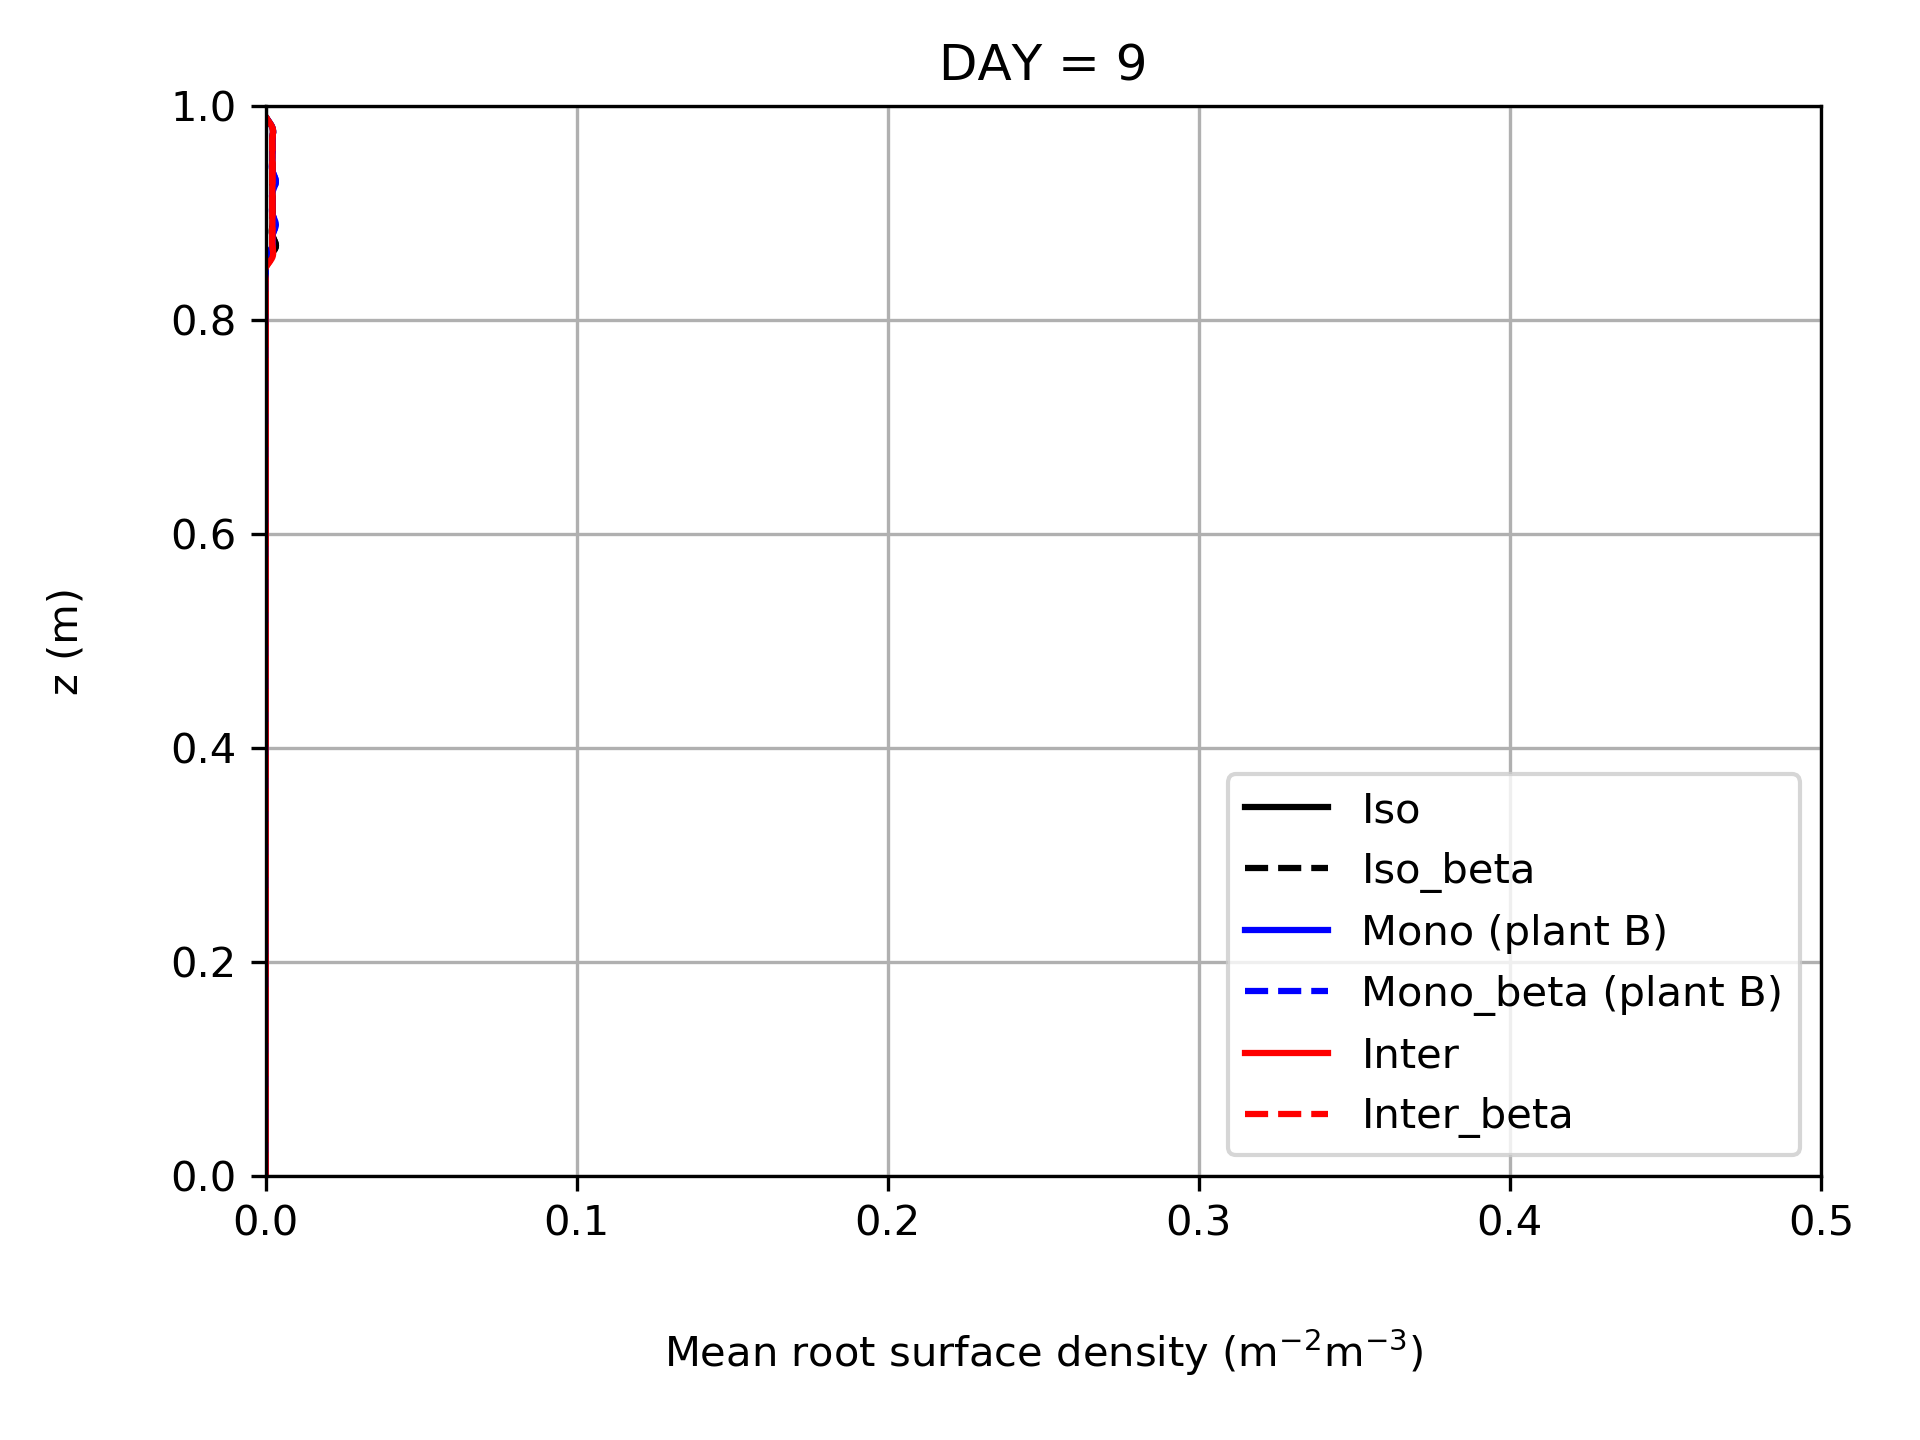 DAY = 9
1.0
0.8
0.6
0.4
0.2
0.0
z (m)
Iso
Iso_beta
Mono (plant B)
Mono_beta (plant B)
Inter
Inter_beta
0.0 0.1 0.2 0.3 0.4 0.5
Mean root surface density (m⁻²m⁻³)